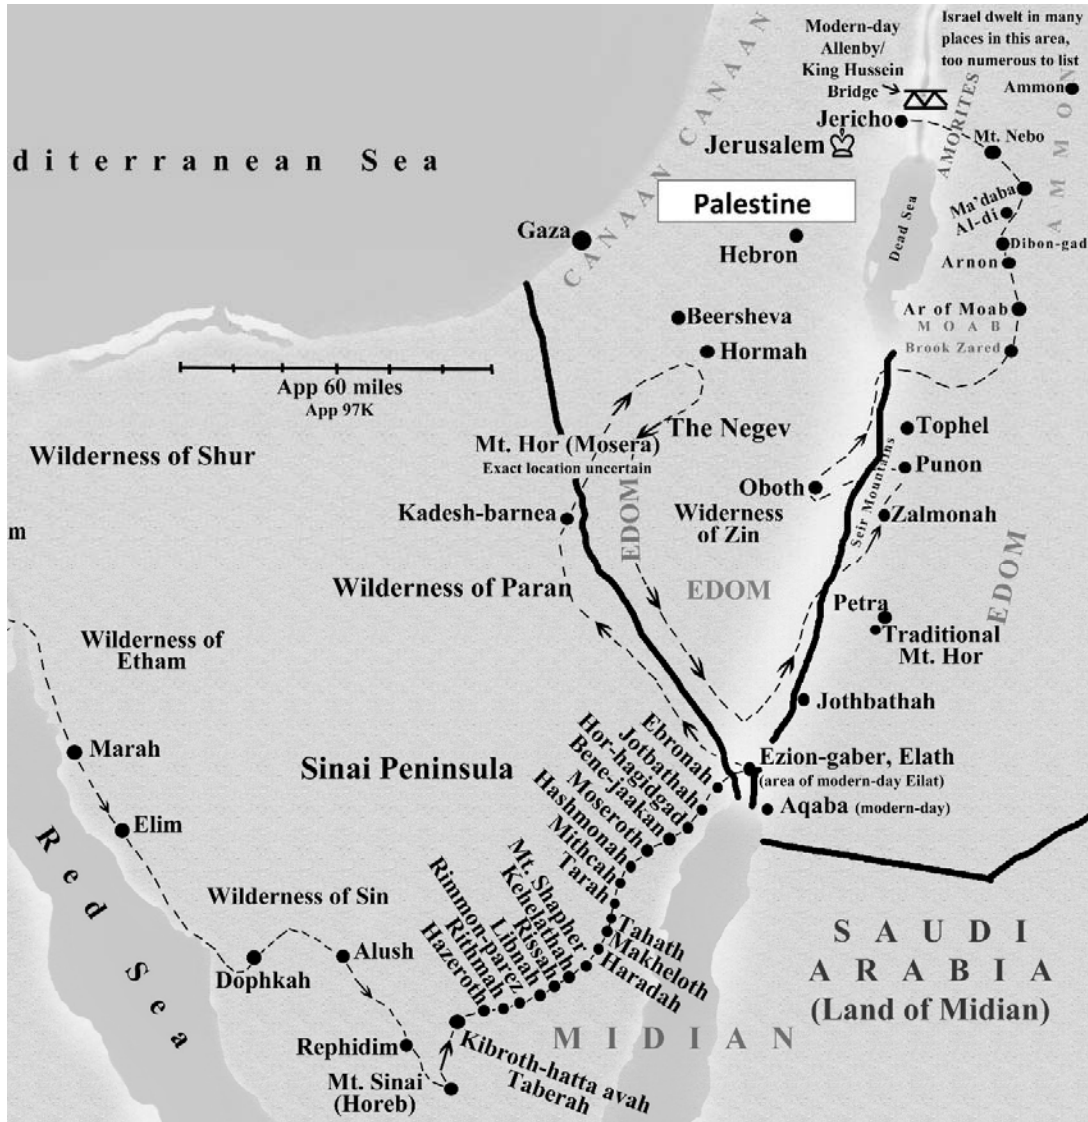 Israel dwelt in many
places in this area,
too numerous to list
Modern-day
Allenby/
King Hussein
Bridge
CANAAN
CANAAN
AMORITES
AMMON
Ammon
Jericho
Mt. Nebo
Jerusalem
diterranean Sea
Palestine
Ma'daba
Al-di
Dead Sea
Gaza
Hebron
Dibon-gad
Arnon
Beersheva
Ar of Moab
MOAB
Brook Zared
Hormah
App 60 miles
App 97K
The Negev
Tophel
Mt. Hor (Mosera)
Exact location uncertain
Wilderness of Shur
Punon
Oboth
Seir Mountains
Kadesh-barnea
EDOM
Widerness
of Zin
Zalmonah
m
Wilderness of Paran
EDOM
EDOM
Petra
Traditional
Mt. Hor
Wilderness of
Etham
Jothbathah
Marah
Sinai Peninsula
Ebronah
Jotbathah
Hor-hagidgad
Bene-jaakan
Moseroth
Hashmonah
Mithcah
Tarah
Ezion-gaber, Elath
(area of modern-day Eilat)
Aqaba (modern-day)
Elim
Red Sea
Wilderness of Sin
Mt. Shapher
Kehelathah
Rissah
Libnah
Rimmon-parez
Rithmah
Hazeroth
Tahath
Makheloth
Haradah
SAUDI
ARABIA
(Land of Midian)
Dophkah
Alush
MIDIAN
Rephidim
Kibroth-hatta avah
Taberah
Mt. Sinai
(Horeb)